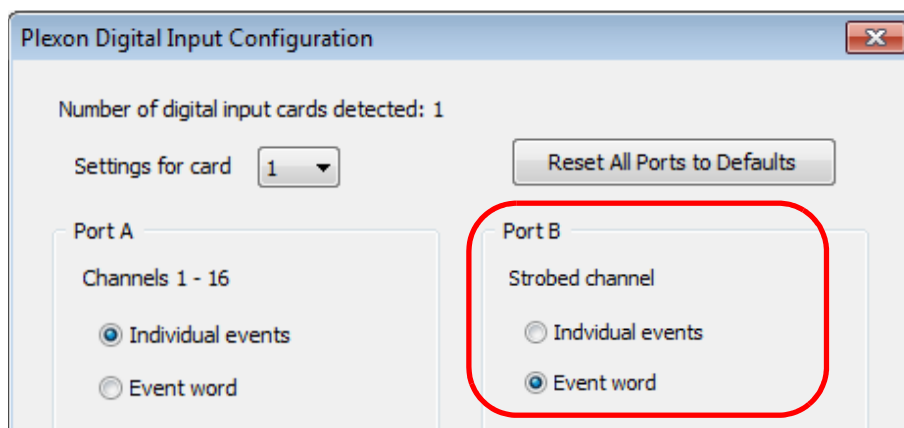 Plexon Digital Input Configuration
Number of digital input cards detected: 1
Settings for card 1
Reset All Ports to Defaults
Port A
Channels 1 - 16
Individual events
Event word
Port B
Strobed channel
Indvidual events
Event word